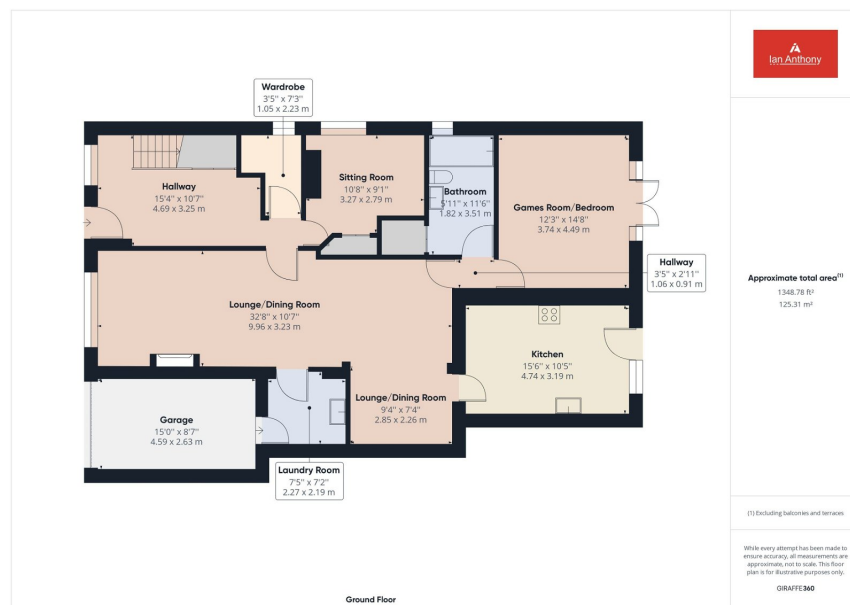 Ian Anthony
Wardrobe
3'5" x 7'3"
1.05 x 2.23 m
Hallway
15'4" x 10'7"
4.69 x 3.25 m
Sitting Room
10'8" x 9'1"
3.27 x 2.79 m
Bathroom
5'11" x 11'6"
1.82 x 3.51 m
Games Room/Bedroom
12'3" x 14'8"
3.74 x 4.49 m
Hallway
3'5" x 2'11"
1.06 x 0.91 m
Lounge/Dining Room
32'8" x 10'7"
9.96 x 3.23 m
Kitchen
15'6" x 10'5"
4.74 x 3.19 m
Lounge/Dining Room
9'4" x 7'4"
2.85 x 2.26 m
Garage
15'0" x 8'7"
4.59 x 2.63 m
Laundry Room
7'5" x 7'2"
2.27 x 2.19 m
Ground Floor
Approximate total area(1)
1348.78 ft²
125.31 m²
(1) Excluding balconies and terraces
While every attempt has been made to
ensure accuracy, all measurements are
approximate, not to scale. This floor
plan is for illustrative purposes only.
GIRAFFE360